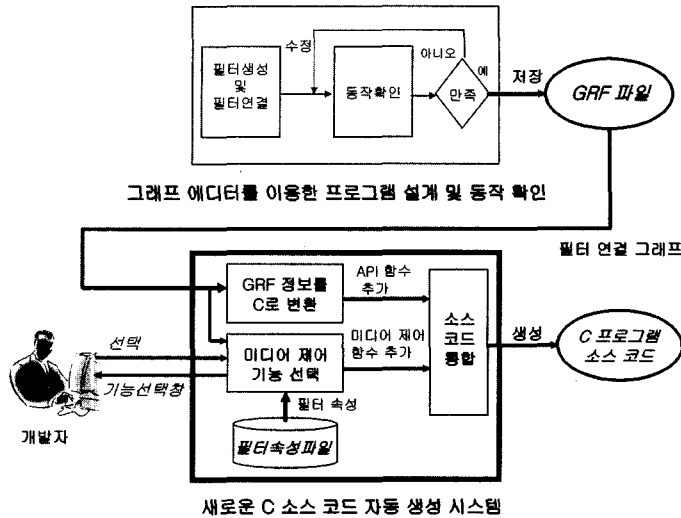 필터생성
및
필터연결
수정
동작확인
아니오
만족
예
저장
GRF 파일
그래프 에디터를 이용한 프로그램 설계 및 동작 확인
필터 연결 그래프
GRF 정보를
C로 변환
API 함수
추가
소스
코드
통합
생성
C 프로그램
소스 코드
선택
기능선택창
개발자
미디어 제어
기능 선택
미디어 제어
함수 추가
필터 속성
필터속성파일
새로운 C 소스 코드 자동 생성 시스템